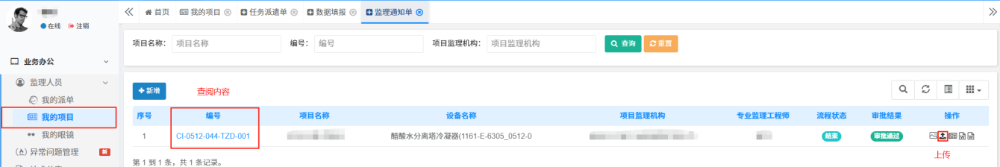 在线 注销
首页 我的项目 任务派遣单 数据填报 监理通知单
项目名称： 项目名称 编号： 编号 项目监理机构： 项目监理机构 查询 重置
业务办公
监理人员
我的派单
我的项目
我的眼镜
异常问题管理 新
新增 查阅内容
序号 编号 项目名称 设备名称 项目监理机构 专业监理工程师 流程状态 审批结果 操作
1 CI-0512-044-TZD-001 醋酸水分离塔冷凝器(1161-E-6305_0512-0 结束 审批通过
上传
第 1 到 1 条，共 1 条记录。